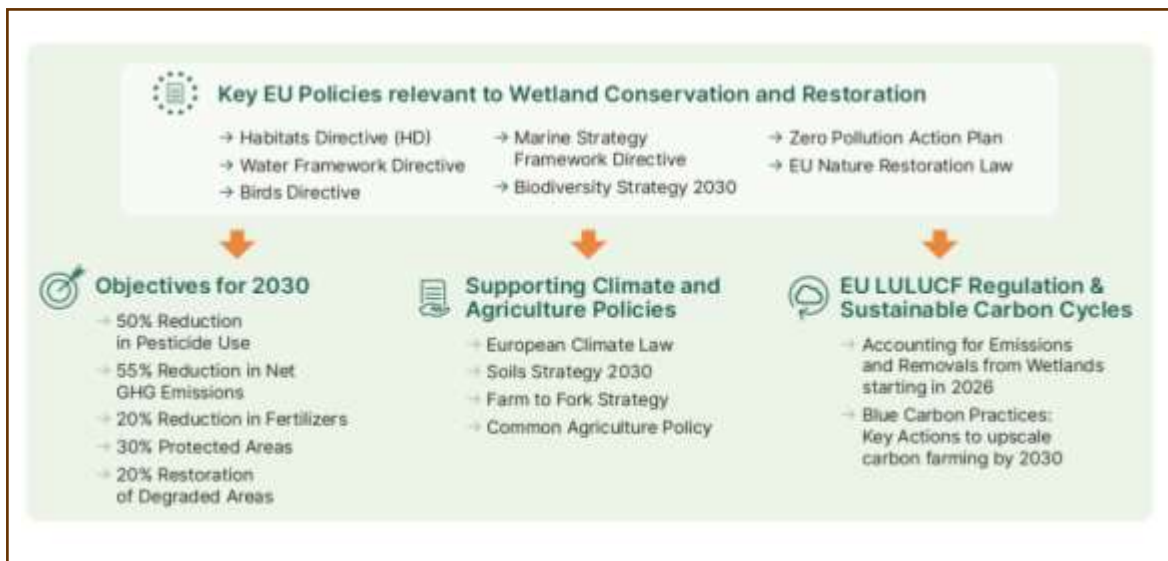 Key EU Policies relevant to Wetland Conservation and Restoration
→ Habitats Directive (HD)
→ Water Framework Directive
→ Birds Directive
→ Marine Strategy
Framework Directive
→ Biodiversity Strategy 2030
→ Zero Pollution Action Plan
→ EU Nature Restoration Law
Objectives for 2030
→ 50% Reduction
in Pesticide Use
→ 55% Reduction in Net
GHG Emissions
→ 20% Reduction in Fertilizers
→ 30% Protected Areas
→ 20% Restoration
of Degraded Areas
Supporting Climate and
Agriculture Policies
→ European Climate Law
→ Soils Strategy 2030
→ Farm to Fork Strategy
→ Common Agriculture Policy
EU LULUCF Regulation &
Sustainable Carbon Cycles
→ Accounting for Emissions
and Removals from Wetlands
starting in 2026
→ Blue Carbon Practices:
Key Actions to upscale
carbon farming by 2030